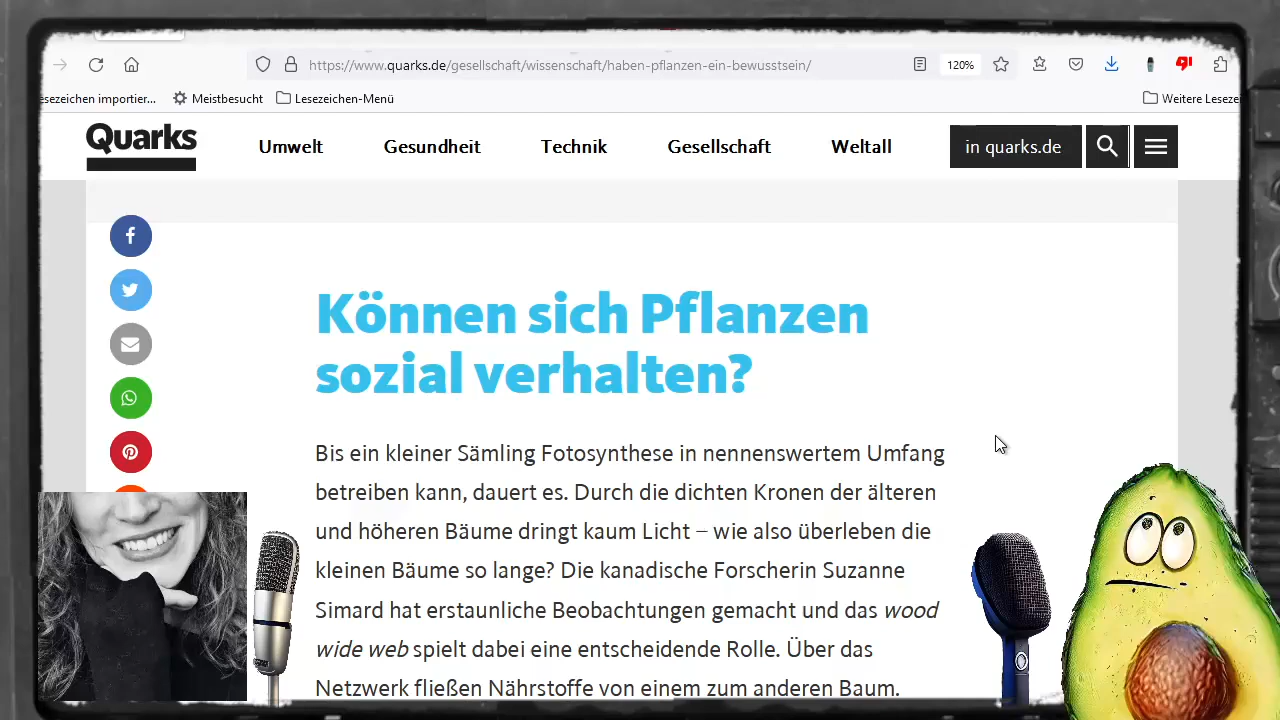 https://www.quarks.de/gesellschaft/wissenschaft/haben-pflanzen-ein-bewusstsein/
120%
esezeichen importier...
Meistbesucht
Lesezeichen-Menü
Weitere Lesezei
Quarks
Umwelt
Gesundheit
Technik
Gesellschaft
Weltall
in quarks.de
Können sich Pflanzen
sozial verhalten?
Bis ein kleiner Sämling Fotosynthese in nennenswertem Umfang
betreiben kann, dauert es. Durch die dichten Kronen der älteren
und höheren Bäume dringt kaum Licht – wie also überleben die
kleinen Bäume so lange? Die kanadische Forscherin Suzanne
Simard hat erstaunliche Beobachtungen gemacht und das wood
wide web spielt dabei eine entscheidende Rolle. Über das
Netzwerk fließen Nährstoffe von einem zum anderen Baum.